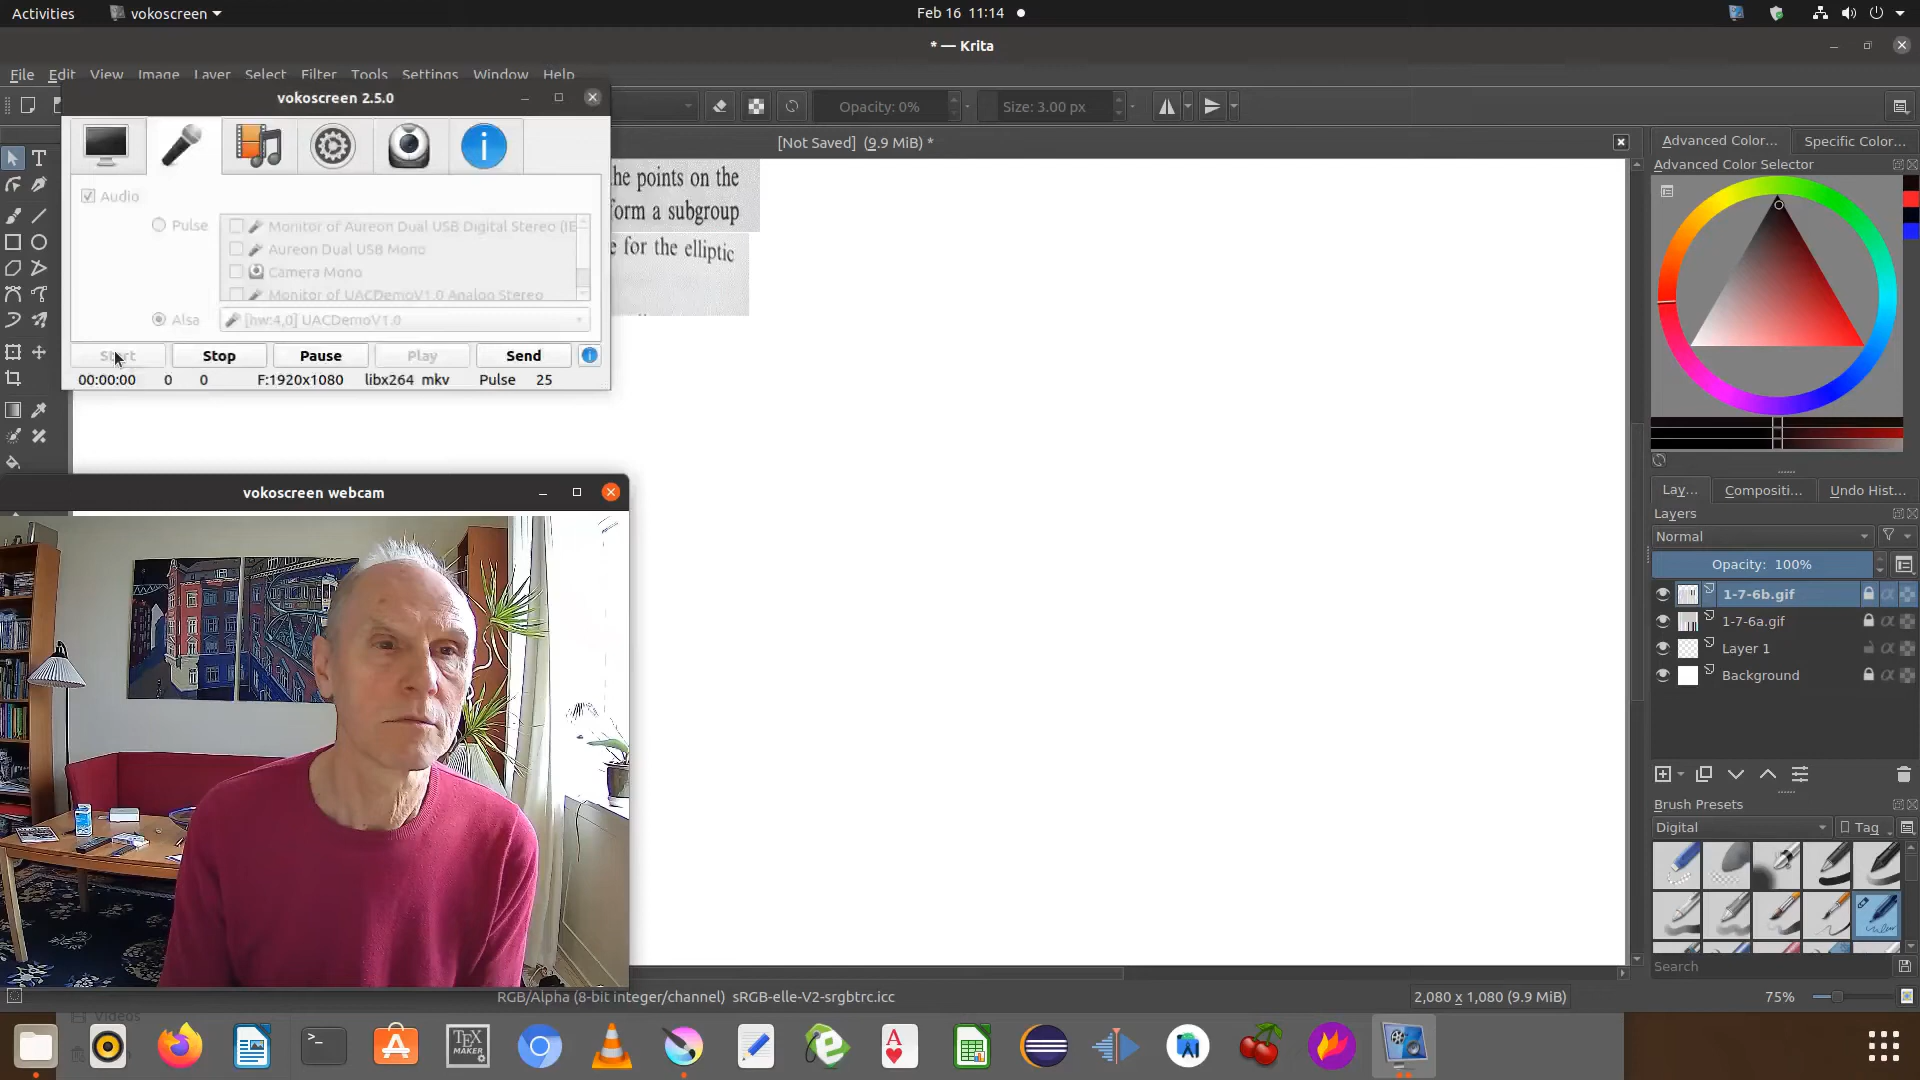 Activities
vokoscreen
Feb 16 11:14
* — Krita
File Edit View Image Layer Select Filter Tools Settings Window Help
vokoscreen 2.5.0
Opacity: 0%
Size: 3.00 px
[Not Saved] (9.9 MiB) *
Audio
Pulse
Monitor of Aureon Dual USB Digital Stereo (IE
Aureon Dual USB Mono
Camera Mono
Monitor of UACDemoV1.0 Analog Stereo
Alsa
[hw:4,0] UACDemoV1.0
Start
Stop
Pause
Play
Send
00:00:00 0 0 F:1920x1080 libx264 mkv Pulse 25
he points on the
form a subgroup
e for the elliptic
vokoscreen webcam
Advanced Color...
Specific Color...
Advanced Color Selector
Lay...
Compositi...
Undo Hist...
Layers
Normal
Opacity: 100%
1-7-6b.gif
1-7-6a.gif
Layer 1
Background
Brush Presets
Digital
Tag
Search
RGB/Alpha (8-bit integer/channel) sRGB-elle-V2-srgbtrc.icc
2,080 x 1,080 (9.9 MiB)
75%
Videos
TEX
MAKER